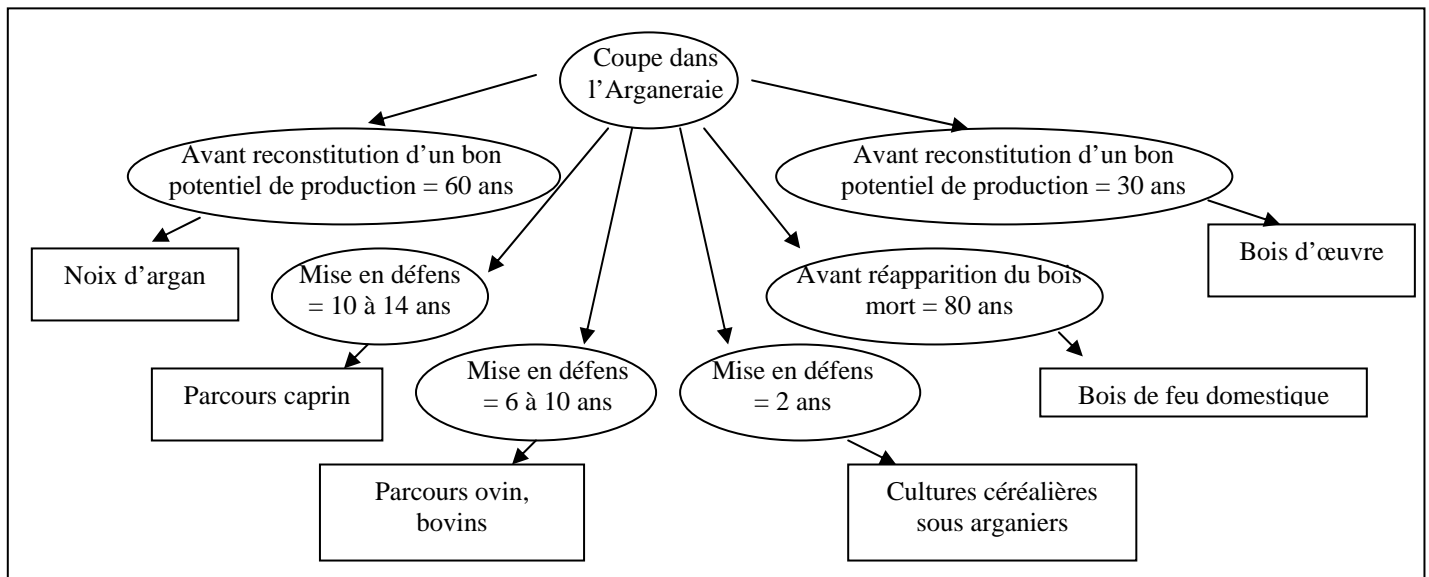 Coupe dans
l’Arganeraie
Avant reconstitution d’un bon
potentiel de production = 60 ans
Avant reconstitution d’un bon
potentiel de production = 30 ans
Noix d’argan
Mise en défens
= 10 à 14 ans
Avant réapparition du bois
mort = 80 ans
Bois d’œuvre
Parcours caprin
Mise en défens
= 6 à 10 ans
Mise en défens
= 2 ans
Bois de feu domestique
Parcours ovin,
bovins
Cultures céréalières
sous arganiers